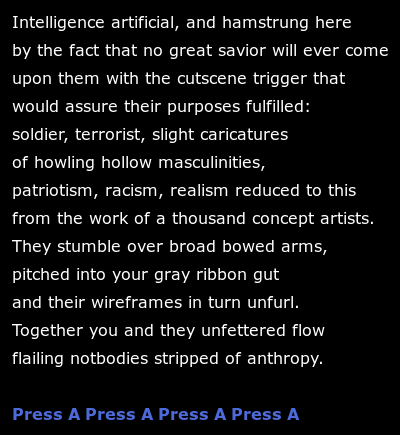 Intelligence artificial, and hamstrung here
by the fact that no great savior will ever come
upon them with the cutscene trigger that
would assure their purposes fulfilled:
soldier, terrorist, slight caricatures
of howling hollow masculinities,
patriotism, racism, realism reduced to this
from the work of a thousand concept artists.
They stumble over broad bowed arms,
pitched into your gray ribbon gut
and their wireframes in turn unfurl.
Together you and they unfettered flow
flailing notbodies stripped of anthropy.
Press A Press A Press A Press A